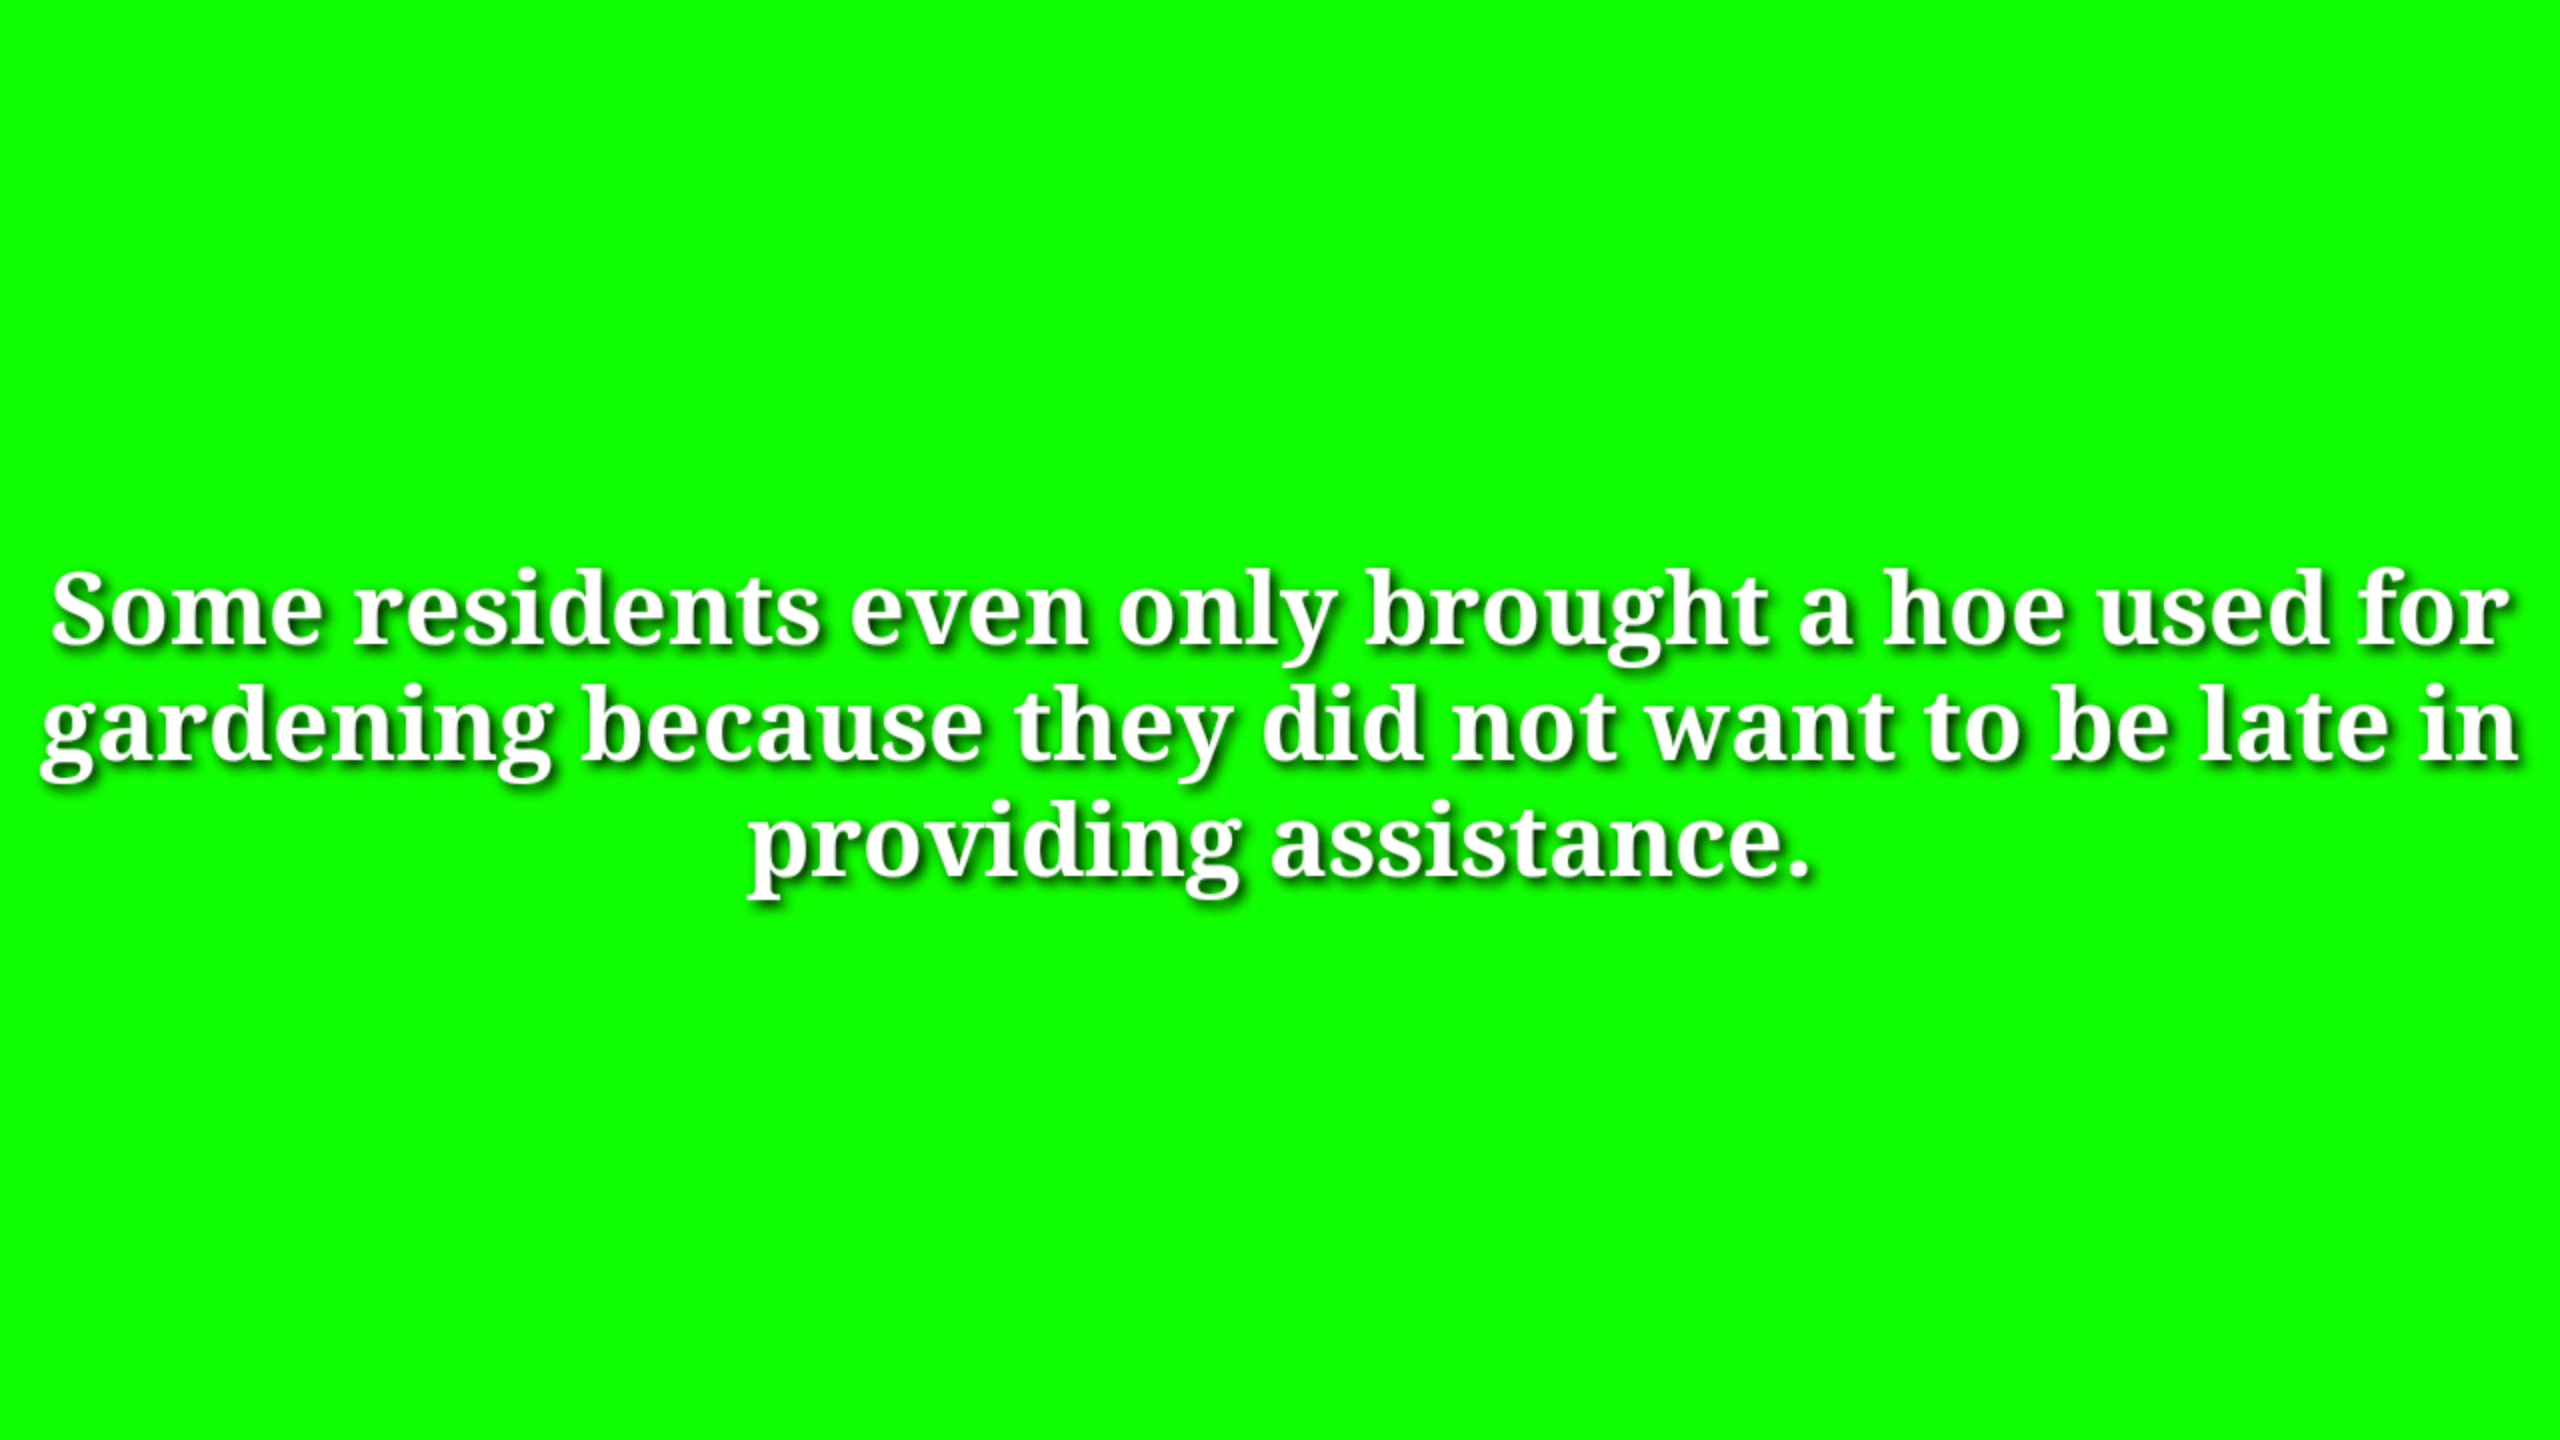 Some residents even only brought a hoe used for
gardening because they did not want to be late in
providing assistance.